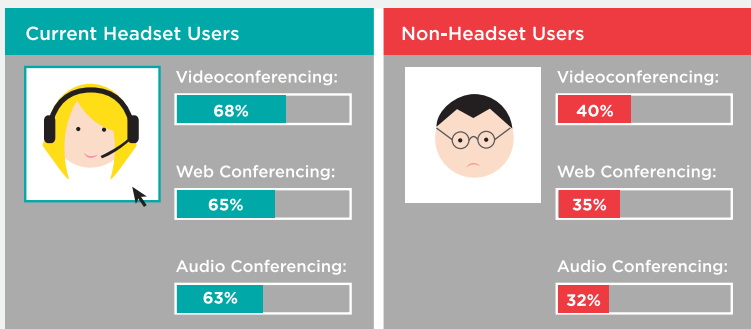 Current Headset Users
Videoconferencing:
68%
Web Conferencing:
65%
Audio Conferencing:
63%
Non-Headset Users
Videoconferencing:
40%
Web Conferencing:
35%
Audio Conferencing:
32%